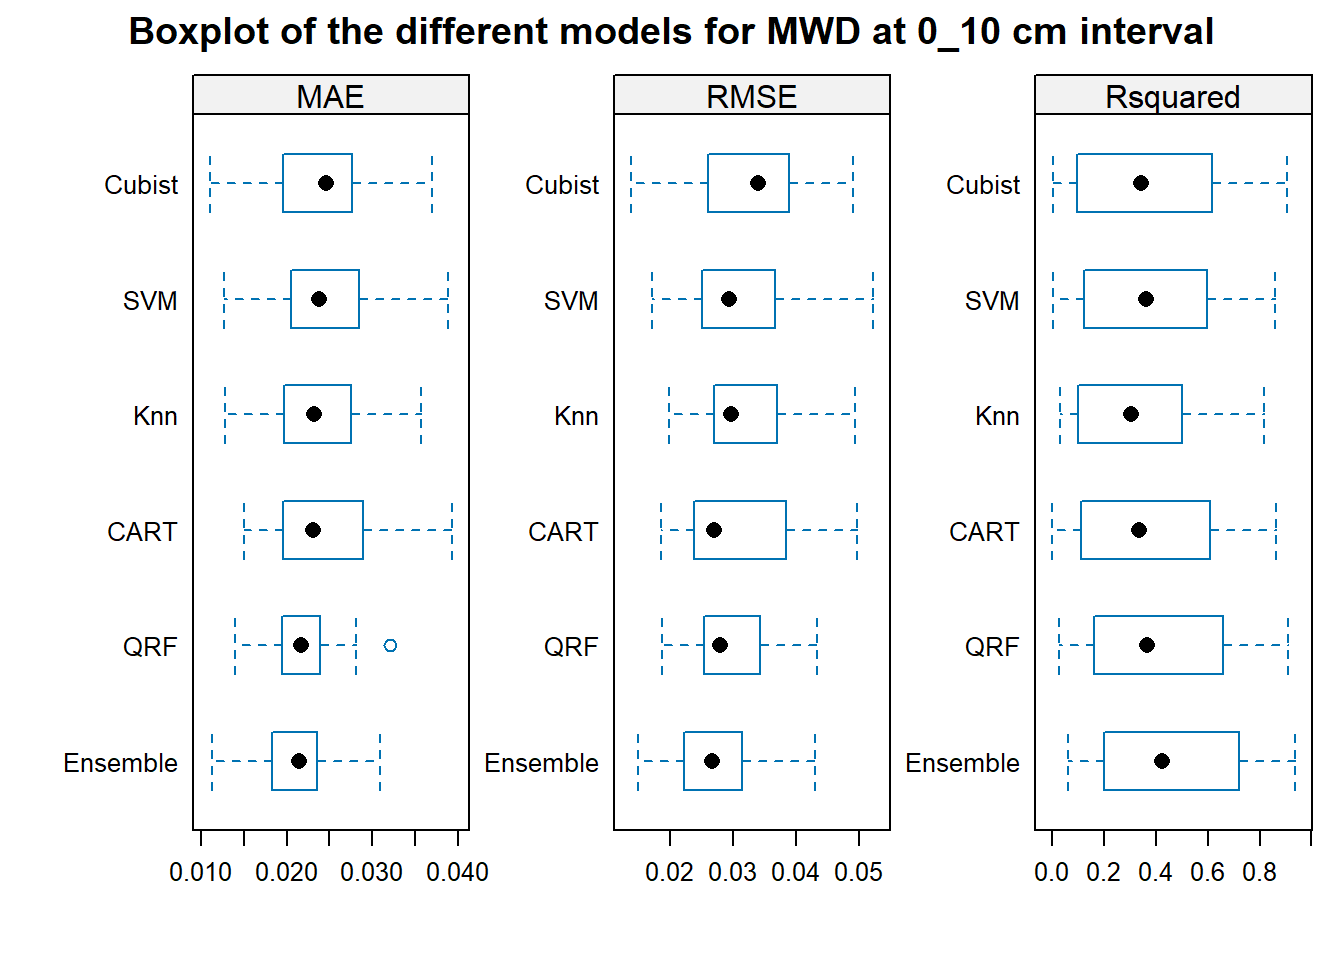 Boxplot of the different models for MWD at 0_10 cm interval
MAE
RMSE
Rsquared
Cubist
SVM
Knn
CART
QRF
Ensemble
0.010 0.020 0.030 0.040
Cubist
SVM
Knn
CART
QRF
Ensemble
0.02 0.03 0.04 0.05
Cubist
SVM
Knn
CART
QRF
Ensemble
0.0 0.2 0.4 0.6 0.8